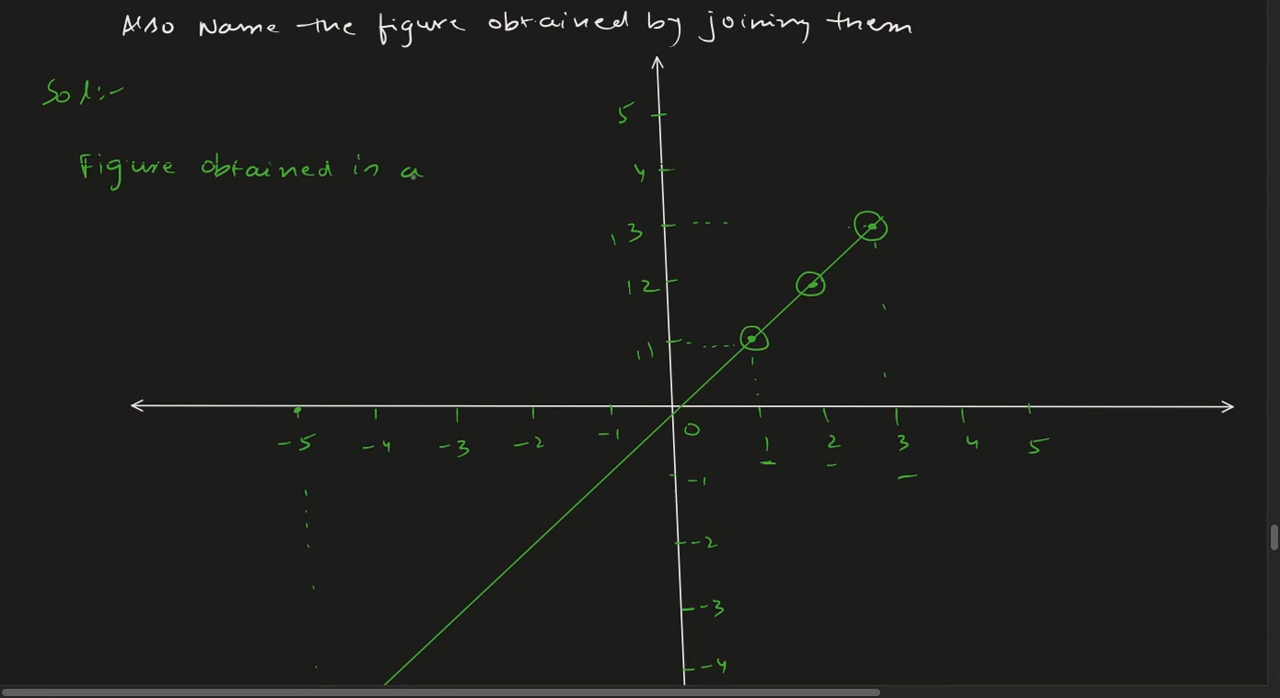 Also Name the figure obtained by joining them
Sol:-
Figure obtained is a
5
4
3
2
1
-5 -4 -3 -2 -1 0 1 2 3 4 5
-1
-2
-3
-4